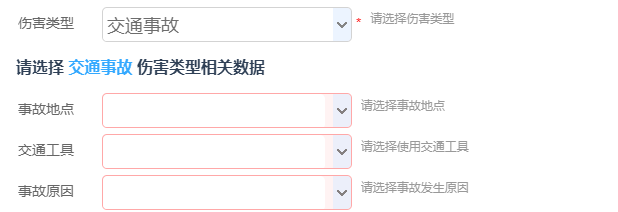 伤害类型 交通事故 * 请选择伤害类型
请选择 交通事故 伤害类型相关数据
事故地点 请选择事故地点
交通工具 请选择使用交通工具
事故原因 请选择事故发生原因